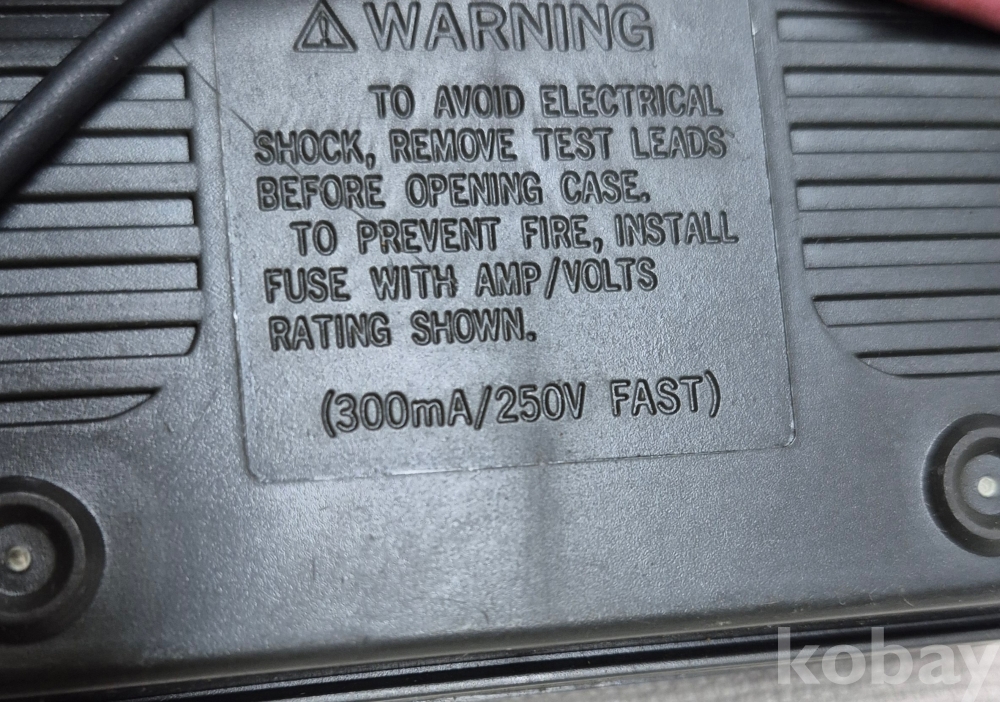 WARNING
TO AVOID ELECTRICAL
SHOCK, REMOVE TEST LEADS
BEFORE OPENING CASE.
TO PREVENT FIRE, INSTALL
FUSE WITH AMP/VOLTS
RATING SHOWN.
(300mA/250V FAST)
kobay